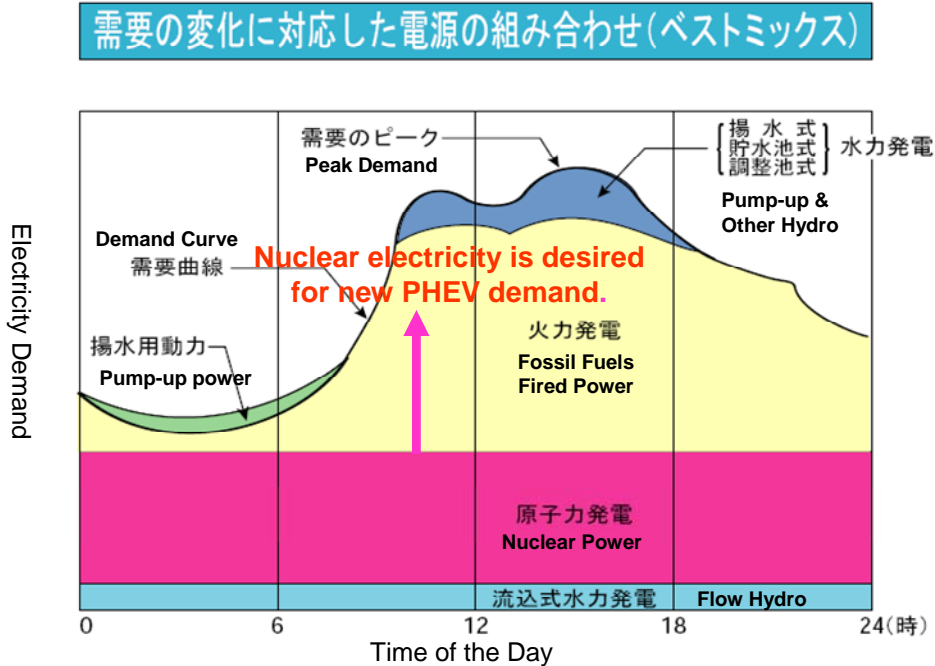 需要の変化に対応した電源の組み合わせ(ベストミックス)
需要のピーク
Peak Demand
揚 水 式
貯水池式
調整池式
水力発電
Pump-up &
Other Hydro
Demand Curve
需要曲線
Nuclear electricity is desired
for new PHEV demand.
揚水用動力
Pump-up power
火力発電
Fossil Fuels
Fired Power
原子力発電
Nuclear Power
流込式水力発電
Flow Hydro
Electricity Demand
0 6 12 18 24(時)
Time of the Day